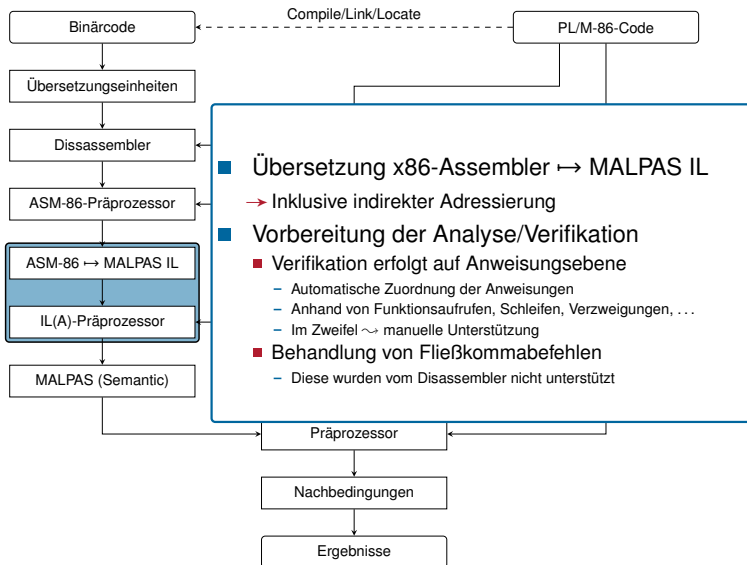 Compile/Link/Locate
Binärcode
PL/M-86-Code
Übersetzungseinheiten
Dissassembler
ASM-86-Präprozessor
ASM-86 ↦ MALPAS IL
IL(A)-Präprozessor
MALPAS (Semantic)
Übersetzung x86-Assembler ↦ MALPAS IL
→ Inklusive indirekter Adressierung
Vorbereitung der Analyse/Verifikation
Verifikation erfolgt auf Anweisungsebene
– Automatische Zuordnung der Anweisungen
– Anhand von Funktionsaufrufen, Schleifen, Verzweigungen, ...
– Im Zweifel ⤳ manuelle Unterstützung
Behandlung von Fließkommabefehlen
– Diese wurden vom Disassembler nicht unterstützt
Präprozessor
Nachbedingungen
Ergebnisse